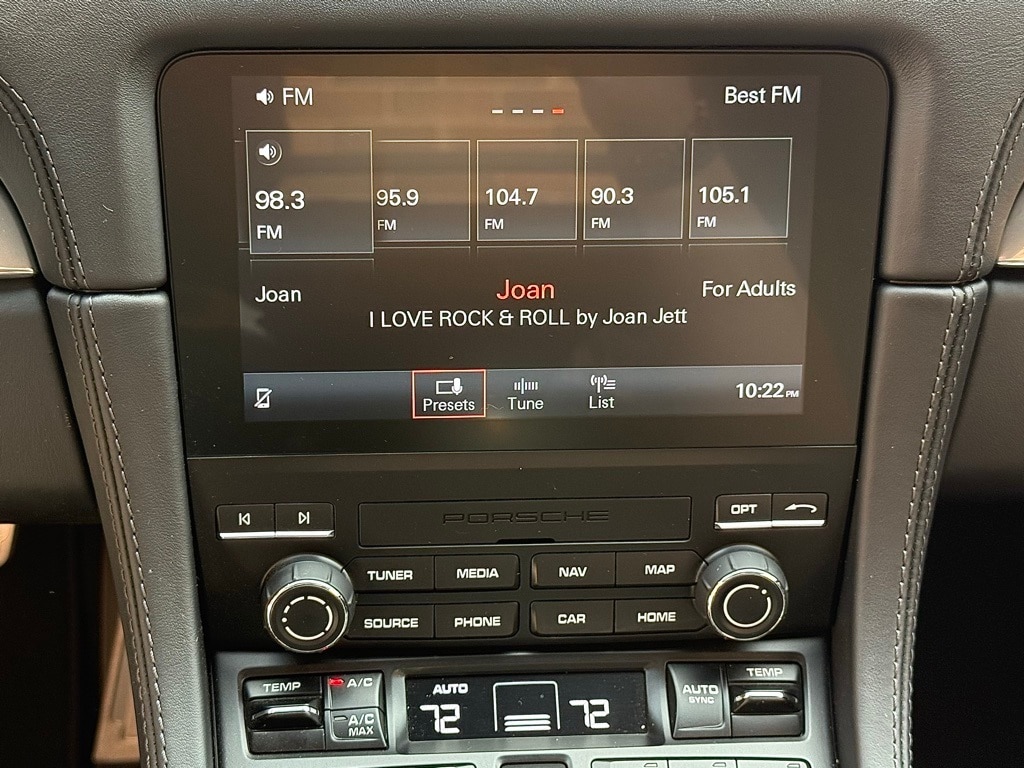 FM Best FM
98.3 95.9 104.7 90.3 105.1
FM FM FM FM FM
Joan Joan For Adults
I LOVE ROCK & ROLL by Joan Jett
Presets Tune List 10:22 PM
PORSCHE OPT
TUNER MEDIA NAV MAP
SOURCE PHONE CAR HOME
TEMP A/C AUTO AUTO SYNC TEMP
A/C MAX 72 72